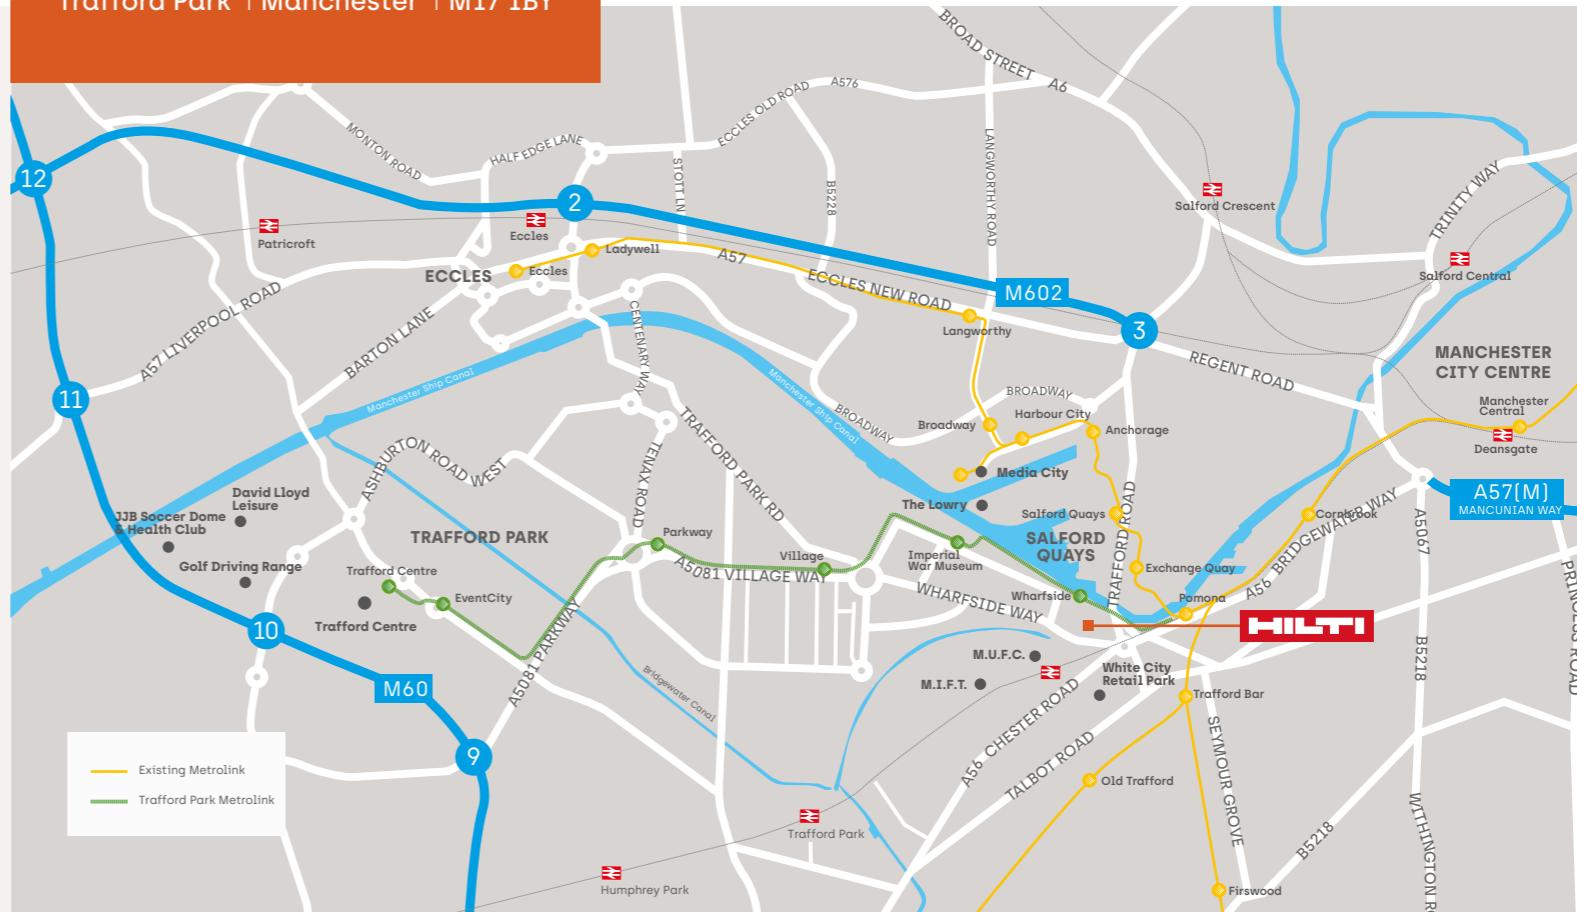 Trafford Park | Manchester | M17 1BY
BROAD STREET A6
ECCLES OLD ROAD
A576
MONTON ROAD
HALF EDGE LANE
STOTT LN
B5228
LANGWORTHY ROAD
TRINITY WAY
12
2
Salford Crescent
Patricroft
Eccles
Ladywell
Salford Central
ECCLES
Eccles
A57
ECCLES NEW ROAD
M602
3
Langworthy
REGENT ROAD
A57 LIVERPOOL ROAD
BARTON LANE
CENTENARY WAY
MANCHESTER
CITY CENTRE
11
Manchester Ship Canal
Manchester Ship Canal
BROADWAY
BROADWAY
Harbour City
Broadway
Anchorage
Manchester
Central
Deansgate
TRAFFORD PARK RD
TENAX ROAD
ASHBURTON ROAD WEST
Media City
The Lowry
David Lloyd
Leisure
JJB Soccer Dome
& Health Club
Golf Driving Range
TRAFFORD PARK
Salford Quays
SALFORD
QUAYS
TRAFFORD ROAD
Cornbrook
A56 BRIDGEWATER WAY
A57(M)
MANCUNIAN WAY
A5067
Parkway
Village
A5081 VILLAGE WAY
Imperial
War Museum
Exchange Quay
Trafford Centre
EventCity
Trafford Centre
Wharfside
WHARFSIDE WAY
Pomona
HILTI
PRINCESS ROAD
10
A5081 PARKWAY
M.U.F.C.
M.I.F.T.
White City
Retail Park
B5218
M60
Bridgewater Canal
Trafford Bar
A56 CHESTER ROAD
TALBOT ROAD
SEYMOUR GROVE
9
Existing Metrolink
Trafford Park Metrolink
Old Trafford
Trafford Park
B5218
WITHINGTON R
Humphrey Park
Firswood